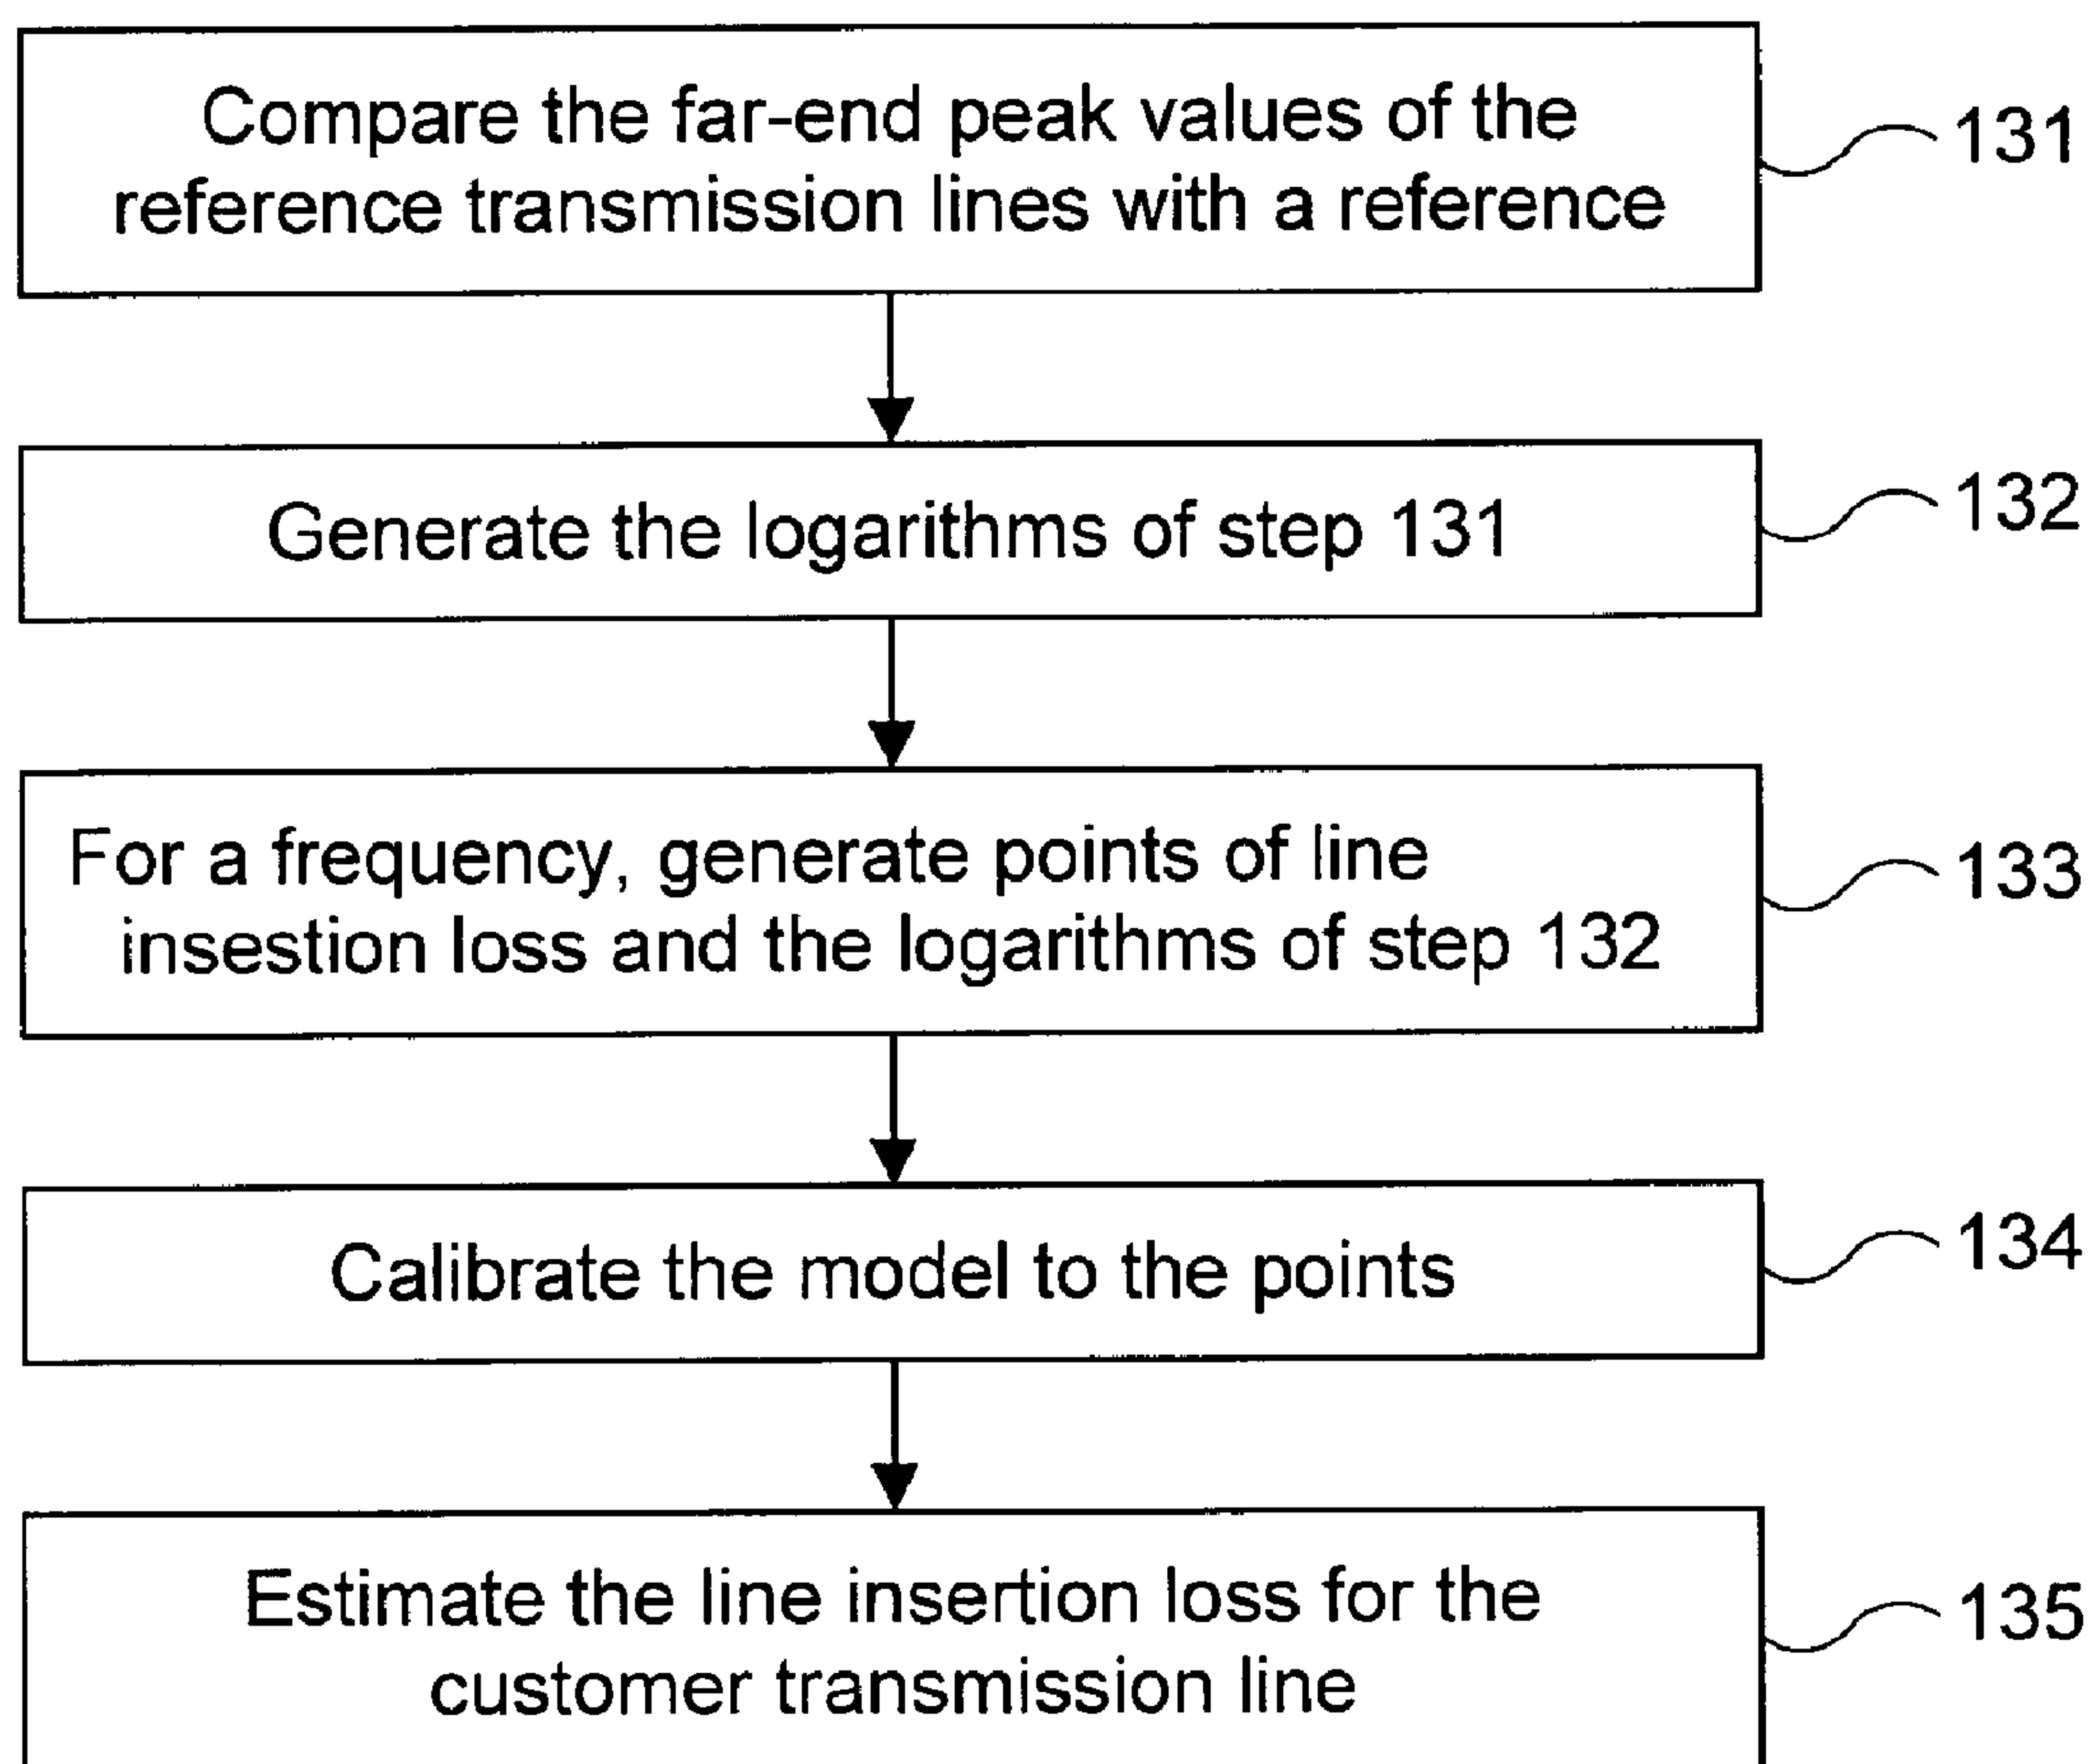 Compare the far-end peak values of the
reference transmission lines with a reference
131
Generate the logarithms of step 131
132
For a frequency, generate points of line
insestion loss and the logarithms of step 132
133
Calibrate the model to the points
134
Estimate the line insertion loss for the
customer transmission line
135